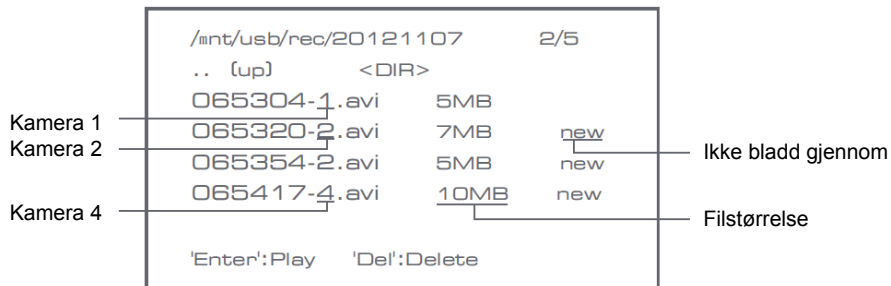 /mnt/usb/rec/20121107 2/5
.. (up) <DIR>
065304-1.avi 5MB
Kamera 1
065320-2.avi 7MB new
Kamera 2
Ikke bladd gjennom
065354-2.avi 5MB new
065417-4.avi 10MB new
Kamera 4
Filstørrelse
'Enter':Play 'Del':Delete